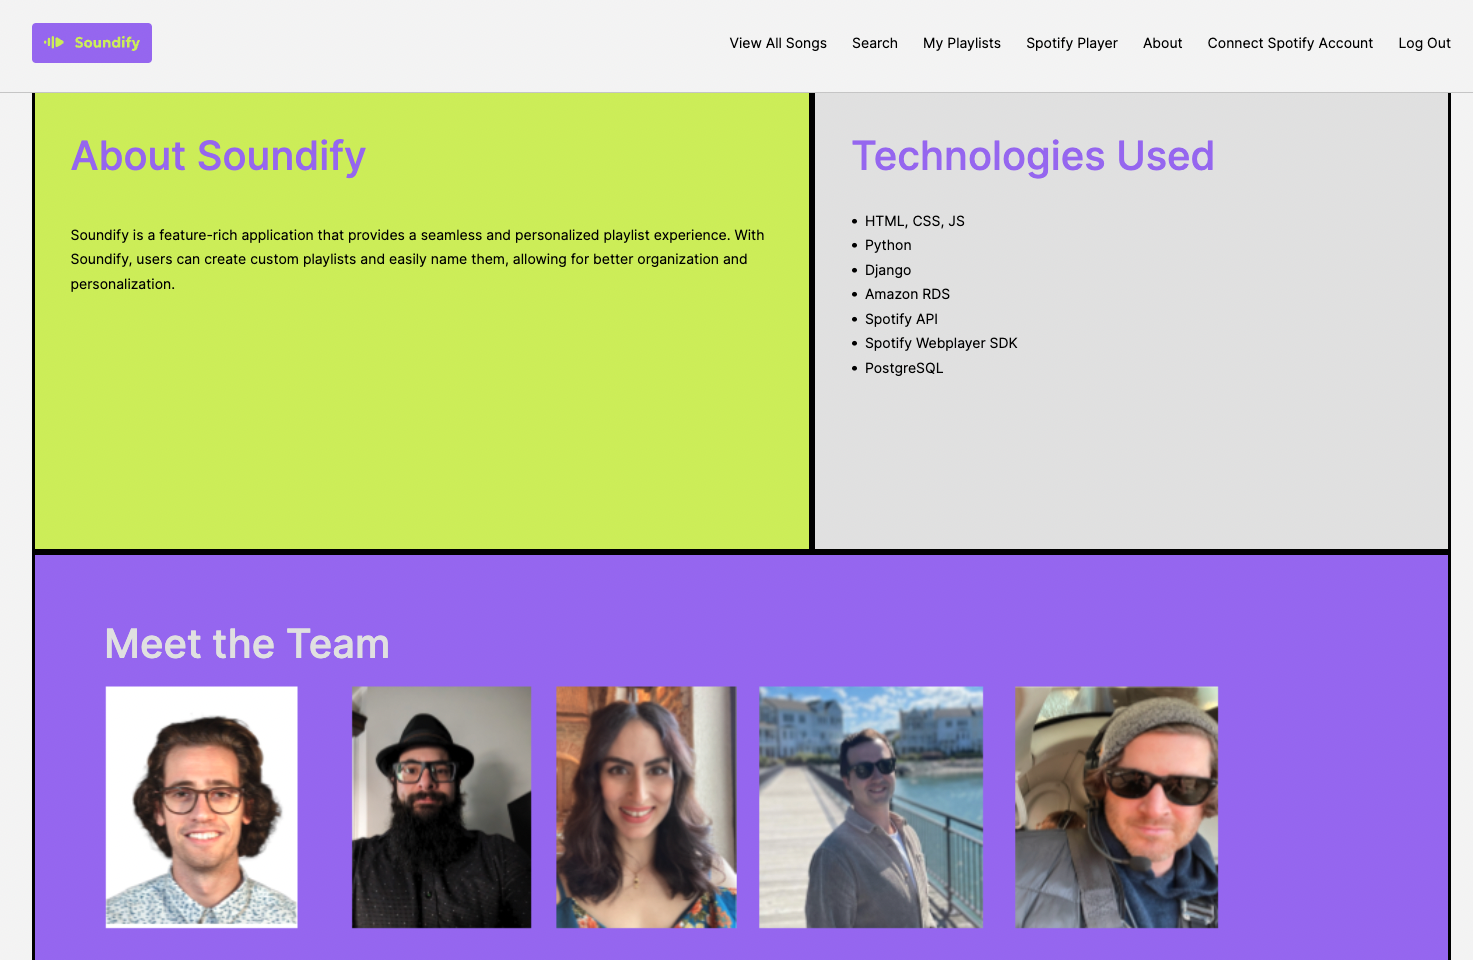 Soundify
View All Songs
Search
My Playlists
Spotify Player
About
Connect Spotify Account
Log Out
About Soundify
Soundify is a feature-rich application that provides a seamless and personalized playlist experience. With
Soundify, users can create custom playlists and easily name them, allowing for better organization and
personalization.
Technologies Used
• HTML, CSS, JS
• Python
• Django
• Amazon RDS
• Spotify API
• Spotify Webplayer SDK
• PostgreSQL
Meet the Team